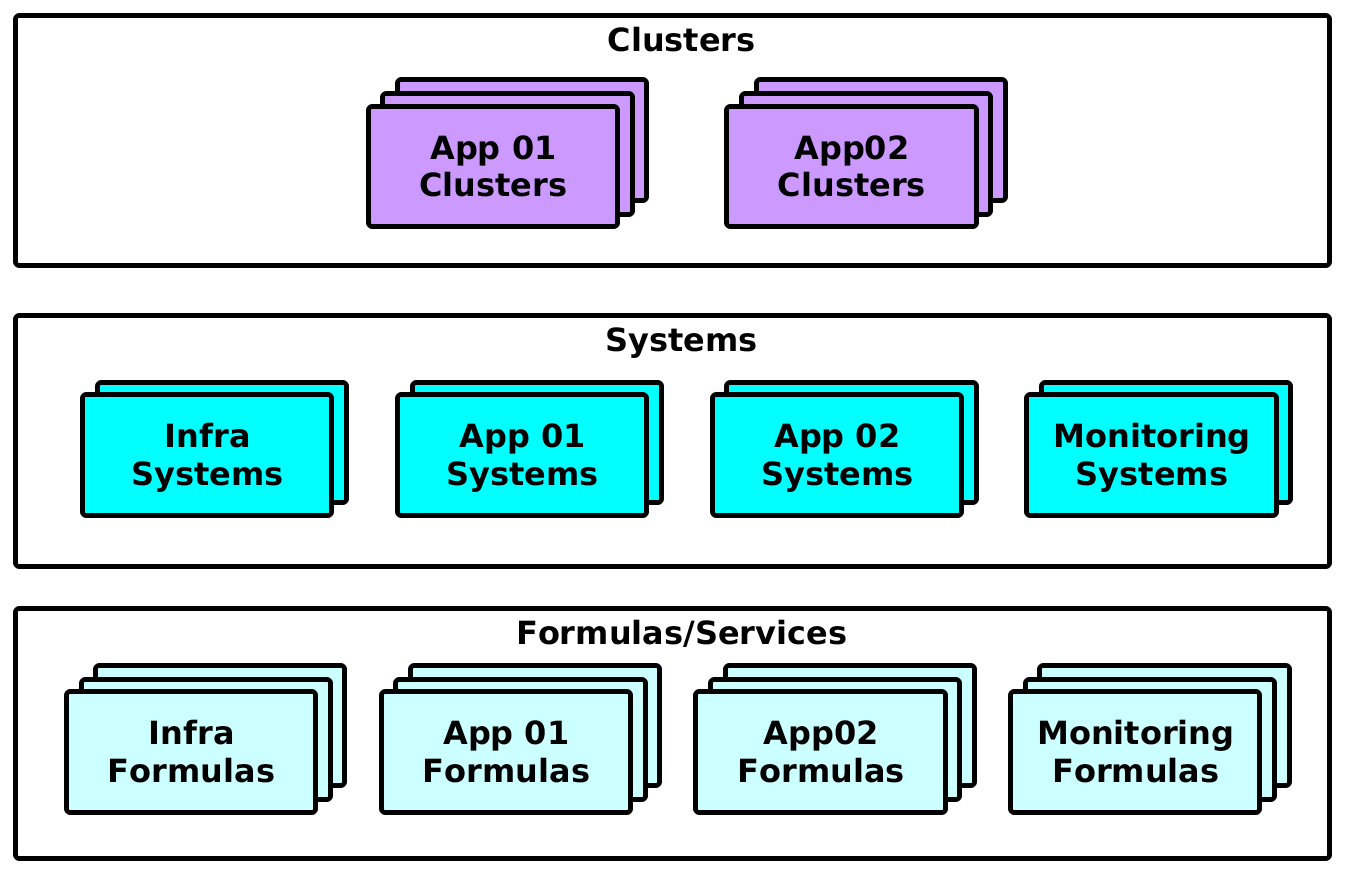 Clusters
App 01
Clusters
App02
Clusters
Systems
Infra
Systems
App 01
Systems
App 02
Systems
Monitoring
Systems
Formulas/Services
Infra
Formulas
App 01
Formulas
App02
Formulas
Monitoring
Formulas